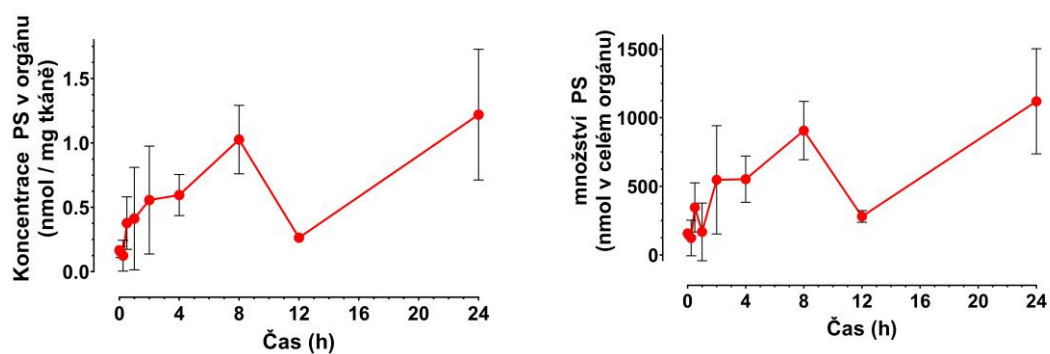 Koncentrace PS v orgánu
(nmol / mg tkáně)
1.5
1.0
0.5
0.0
0 4 8 12 16 20 24
Čas (h)
množství PS
(nmol v celém orgánu)
1500
1000
500
0
0 4 8 12 16 20 24
Čas (h)